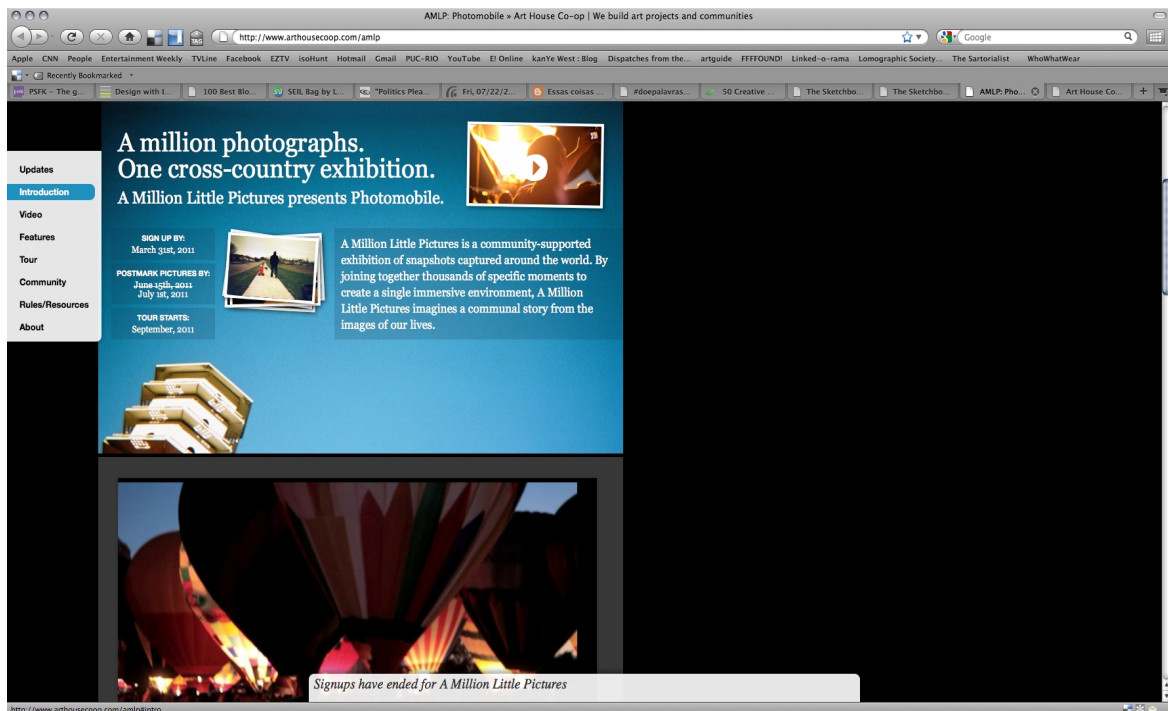 AMLP: Photomobile » Art House Co-op | We build art projects and communities
http://www.arthousecoop.com/amlp
Google
Apple CNN People Entertainment Weekly TVLine Facebook EZTV isoHunt Hotmail Gmail PUC-RIO YouTube E! Online kanYe West : Blog Dispatches from the... artguide FFFFOUND! Linked-o-rama Lomographic Society... The Sartorialist WhoWhatWear
Recently Bookmarked
PSFK – The g... Design with I... 100 Best Blo... SEIL Bag by L... "Politics Plea... Fri, 07/22/2... Essas coisas ... #doepalavras... 50 Creative ... The Sketchbo... The Sketchbo... AMLP: Pho... Art House Co...
A million photographs.
One cross-country exhibition.
A Million Little Pictures presents Photomobile.
Updates
Introduction
Video
Features
Tour
Community
Rules/Resources
About
SIGN UP BY:
March 31st, 2011
POSTMARK PICTURES BY:
June 15th, 2011
July 1st, 2011
TOUR STARTS:
September, 2011
A Million Little Pictures is a community-supported
exhibition of snapshots captured around the world. By
joining together thousands of specific moments to
create a single immersive environment, A Million
Little Pictures imagines a communal story from the
images of our lives.
Signups have ended for A Million Little Pictures
http://www.arthousecoop.com/amlp#intro